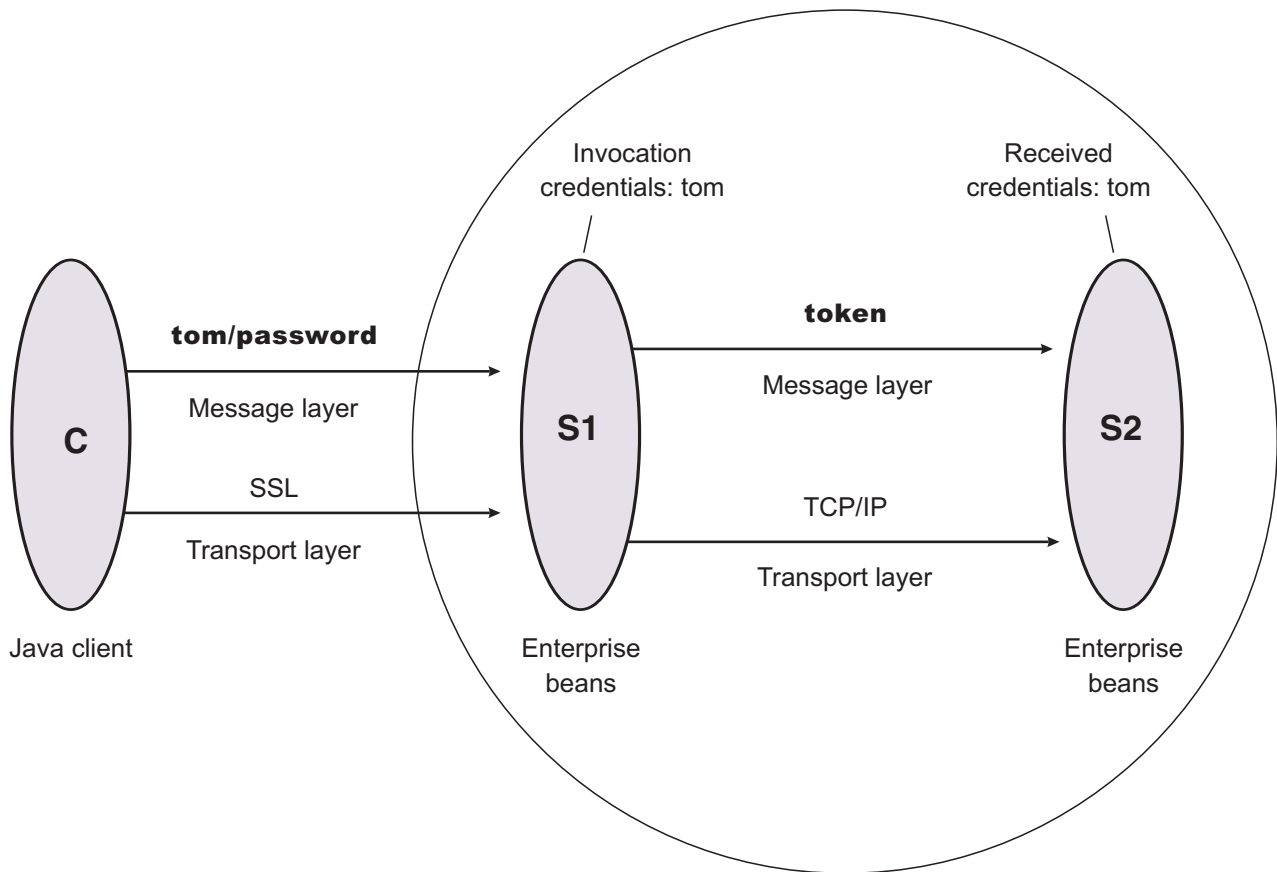 Invocation
credentials: tom
Received
credentials: tom
tom/password
Message layer
token
Message layer
C
S1
S2
SSL
Transport layer
TCP/IP
Transport layer
Java client
Enterprise
beans
Enterprise
beans